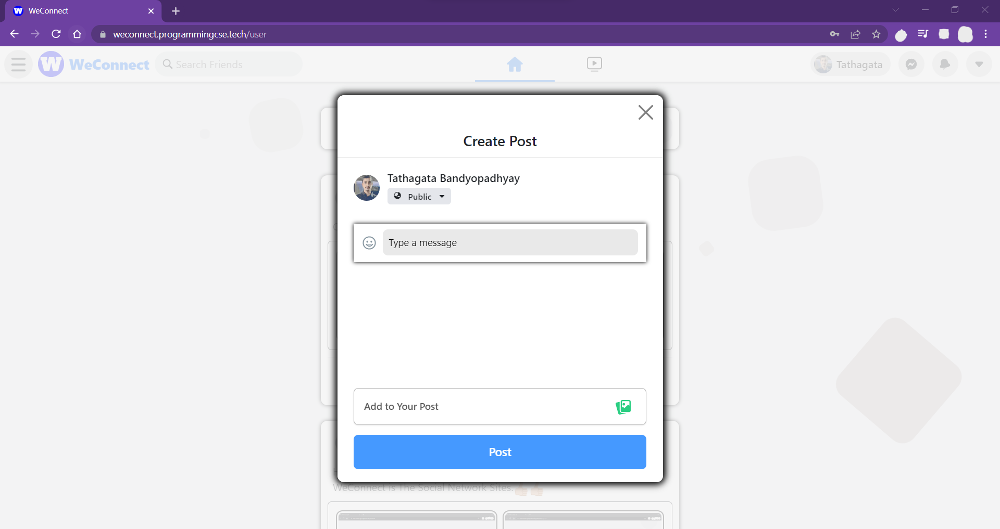 WeConnect
weconnect.programmingcse.tech/user
WeConnect
Search Friends
Tathagata
Create Post
Tathagata Bandyopadhyay
Public
Type a message
Add to Your Post
Post
WeConnect Is The Social Network Sites.